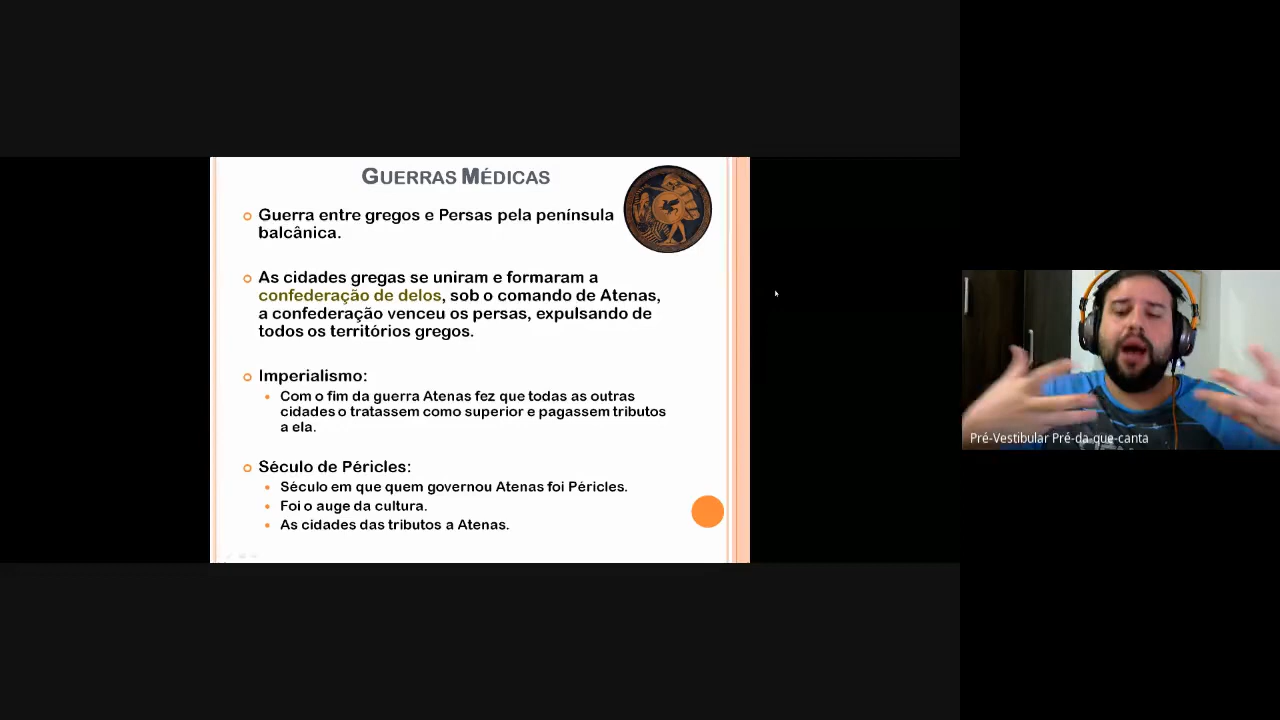 GUERRAS MÉDICAS
Guerra entre gregos e Persas pela península
balcânica.
As cidades gregas se uniram e formaram a
confederação de delos, sob o comando de Atenas,
a confederação venceu os persas, expulsando de
todos os territórios gregos.
Imperialismo:
Com o fim da guerra Atenas fez que todas as outras
cidades o tratassem como superior e pagassem tributos
a ela.
Século de Péricles:
Século em que quem governou Atenas foi Péricles.
Foi o auge da cultura.
As cidades das tributos a Atenas.
Pré-Vestibular Pré-da-que-canta